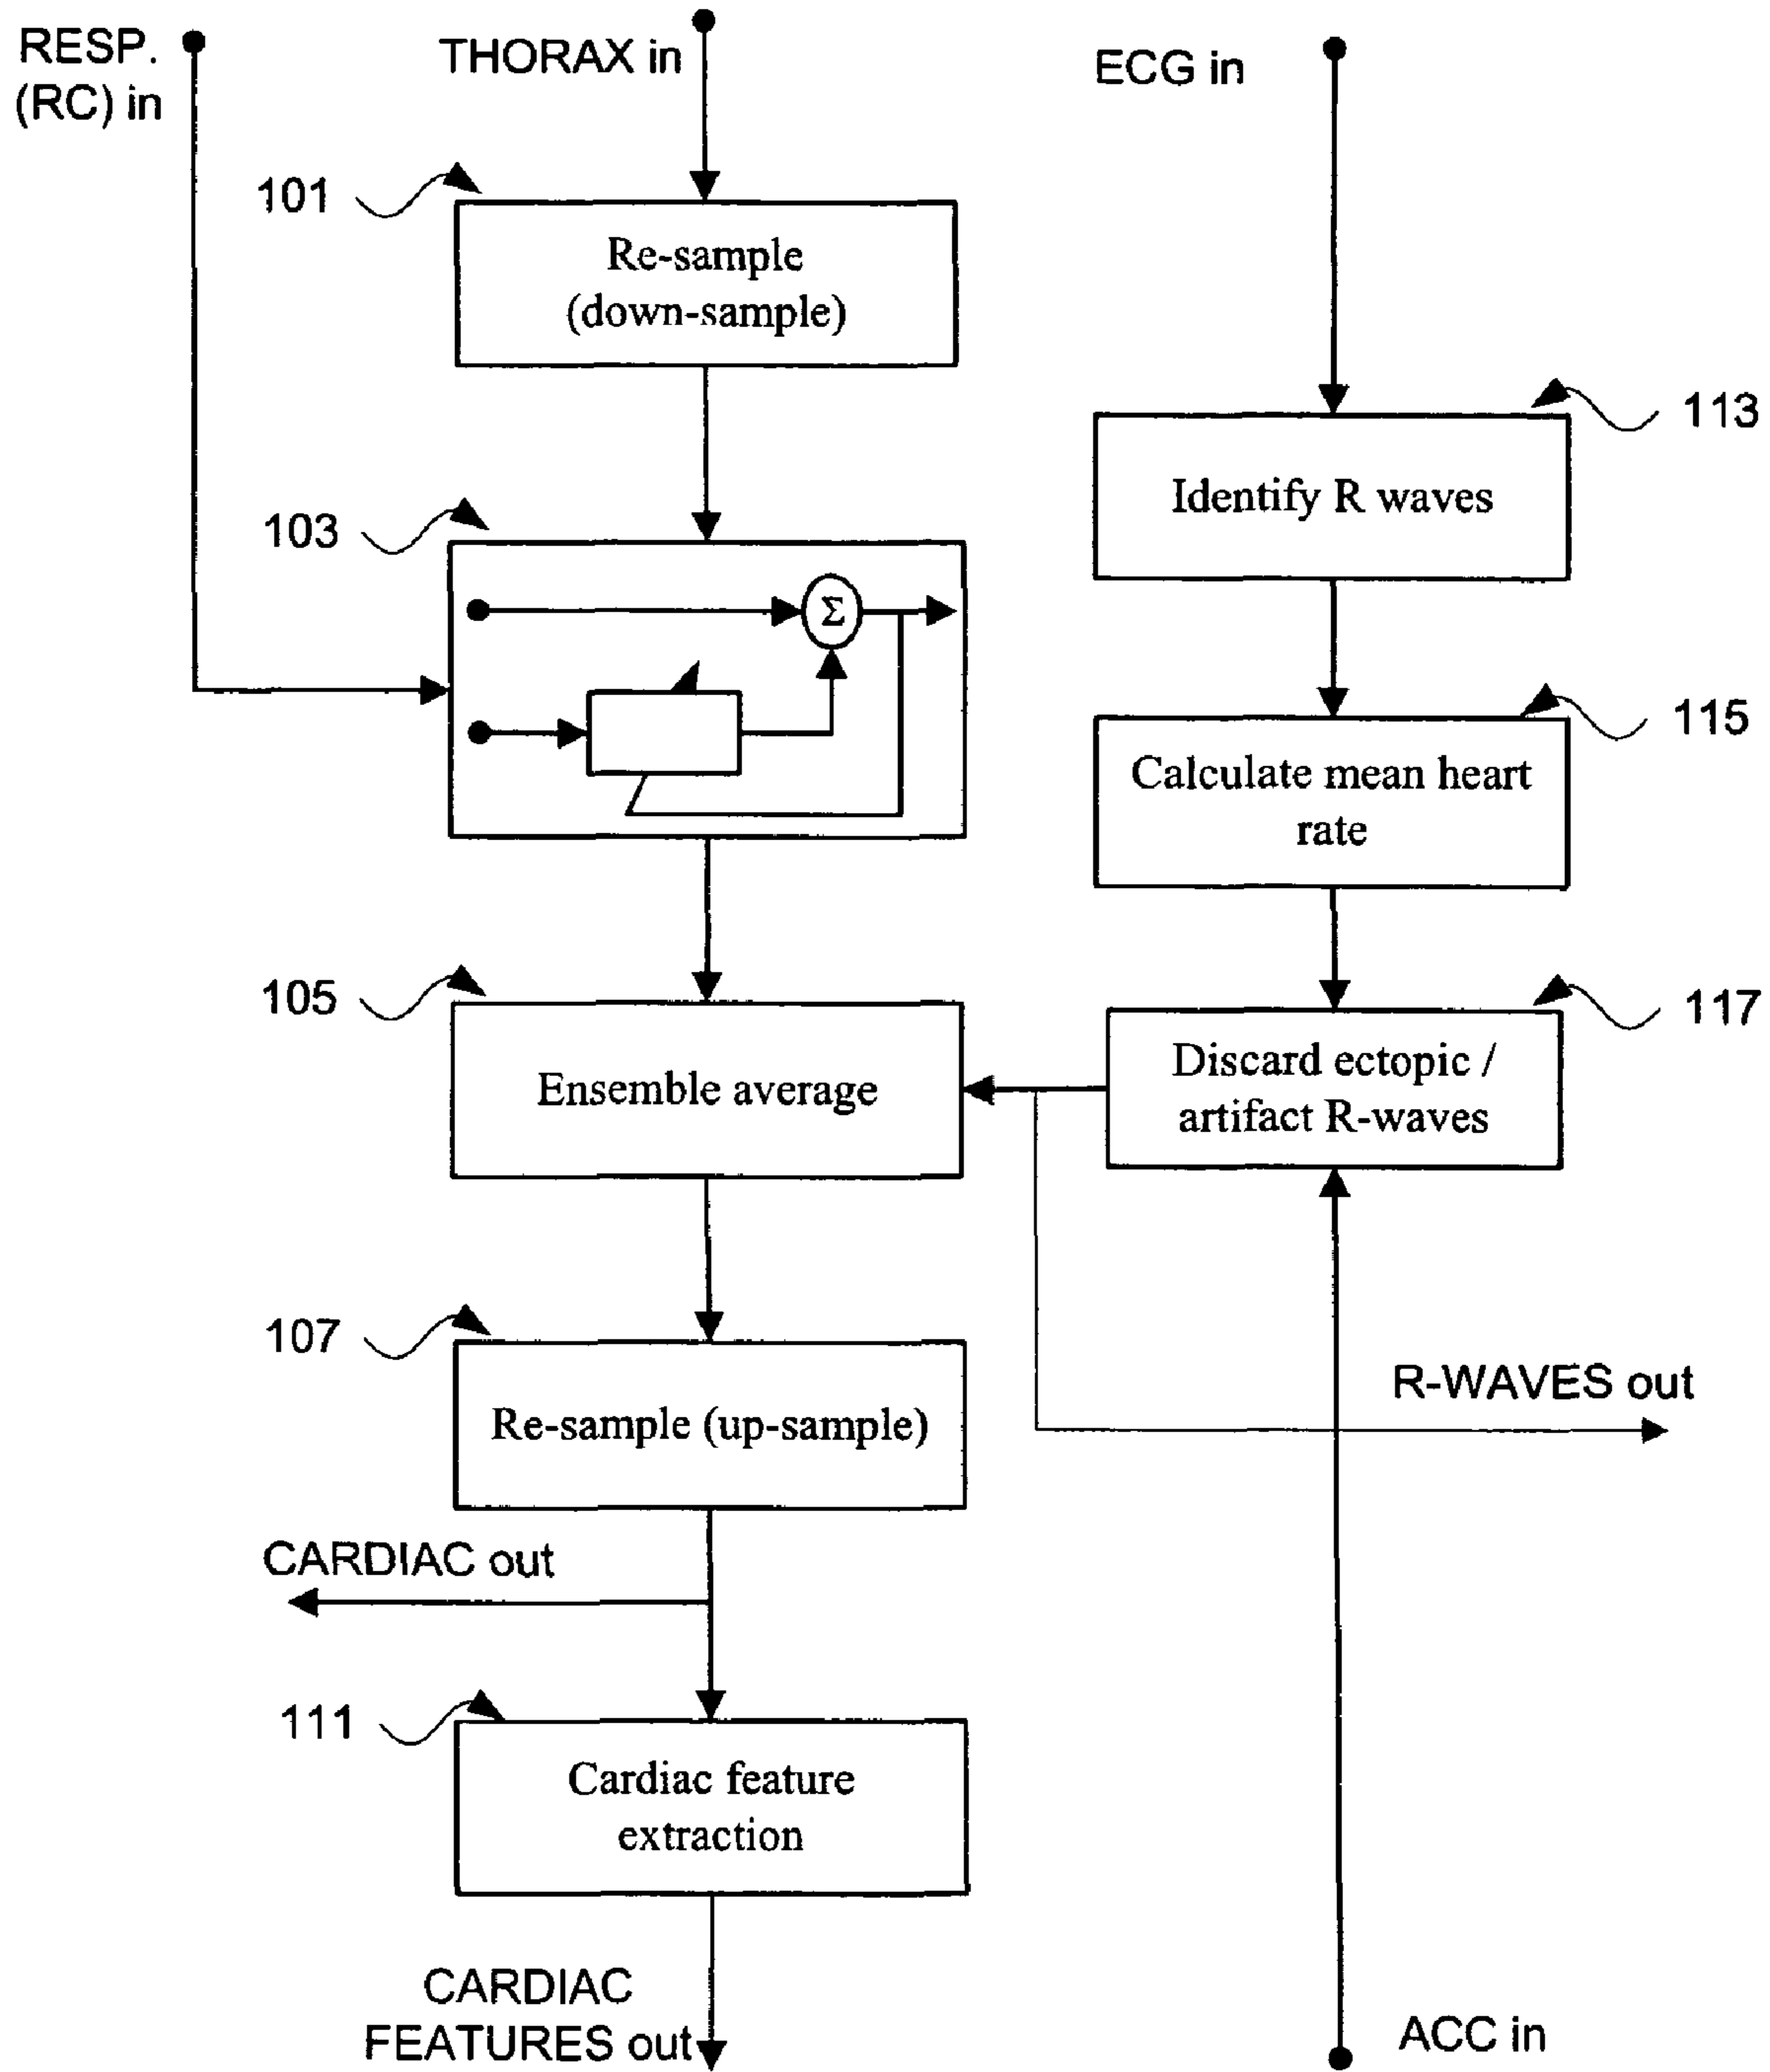 RESP.
(RC) in
THORAX in
ECG in
101
Re-sample
(down-sample)
113
Identify R waves
103
Σ
115
Calculate mean heart
rate
105
Ensemble average
117
Discard ectopic /
artifact R-waves
107
Re-sample (up-sample)
R-WAVES out
CARDIAC out
111
Cardiac feature
extraction
CARDIAC
FEATURES out
ACC in